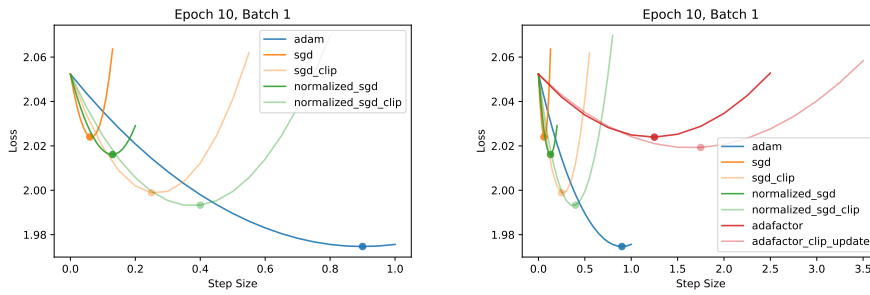 Epoch 10, Batch 1
2.06
2.04
2.02
2.00
1.98
Loss
0.0 0.2 0.4 0.6 0.8 1.0
Step Size
adam
sgd
sgd_clip
normalized_sgd
normalized_sgd_clip
Epoch 10, Batch 1
2.06
2.04
2.02
2.00
1.98
Loss
0.0 0.5 1.0 1.5 2.0 2.5 3.0 3.5
Step Size
adam
sgd
sgd_clip
normalized_sgd
normalized_sgd_clip
adafactor
adafactor_clip_update